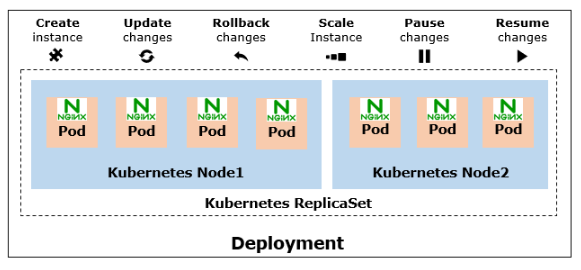 Create Update Rollback Scale Pause Resume
instance changes changes Instance changes changes
NGINX NGINX NGINX NGINX NGINX NGINX NGINX
Pod Pod Pod Pod Pod Pod Pod
Kubernetes Node1 Kubernetes Node2
Kubernetes ReplicaSet
Deployment